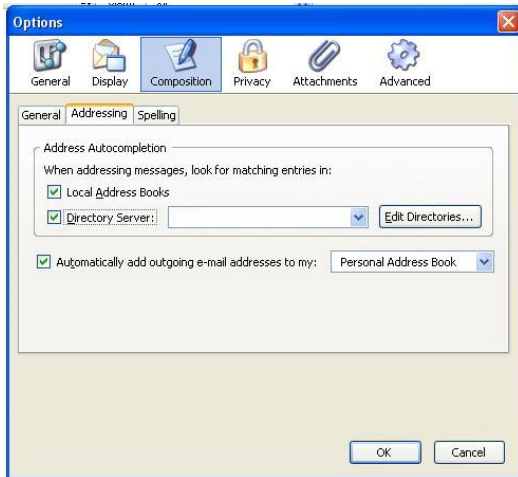 Options
General Display Composition Privacy Attachments Advanced
General Addressing Spelling
Address Autocompletion
When addressing messages, look for matching entries in:
Local Address Books
Directory Server: Edit Directories...
Automatically add outgoing e-mail addresses to my: Personal Address Book
OK Cancel